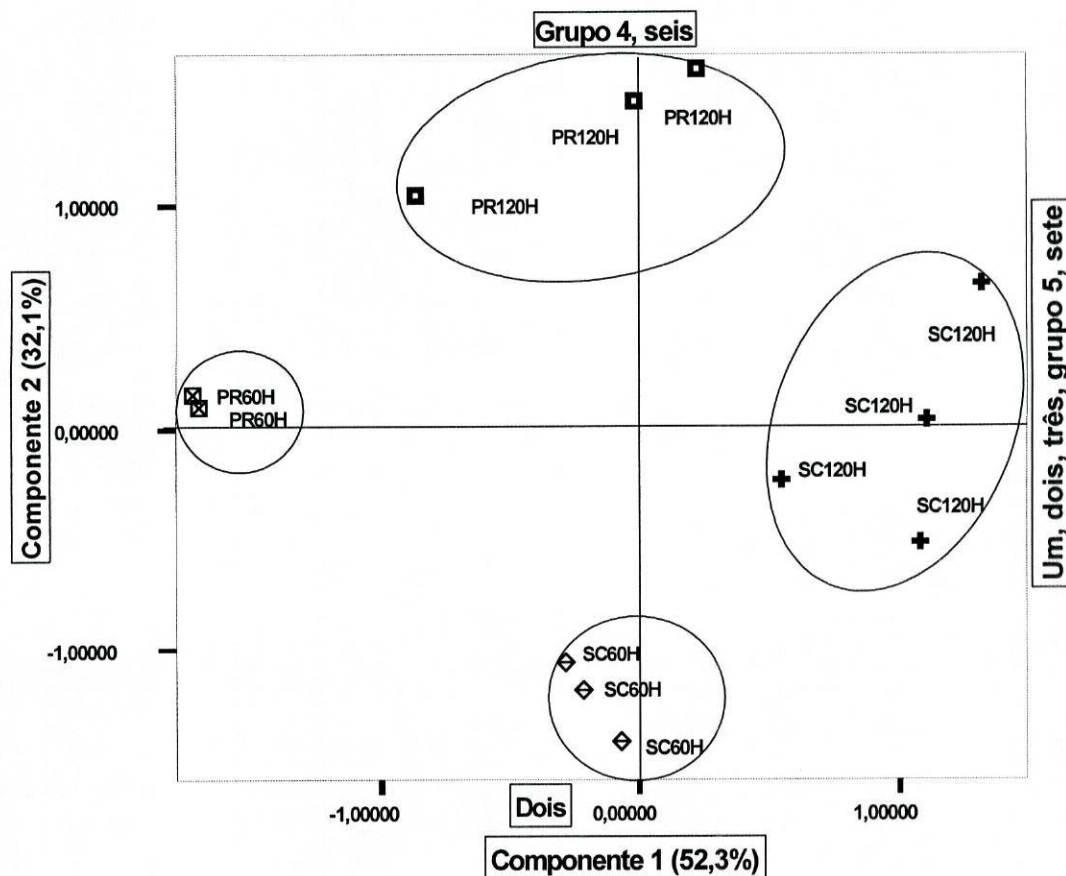 Grupo 4, seis
PR120H
PR120H
PR120H
1,00000
Componente 2 (32,1%)
Um, dois, três, grupo 5, sete
SC120H
SC120H
SC120H
SC120H
PR60H
PR60H
0,00000
-1,00000
SC60H
SC60H
SC60H
-1,00000
Dois
0,00000
1,00000
Componente 1 (52,3%)